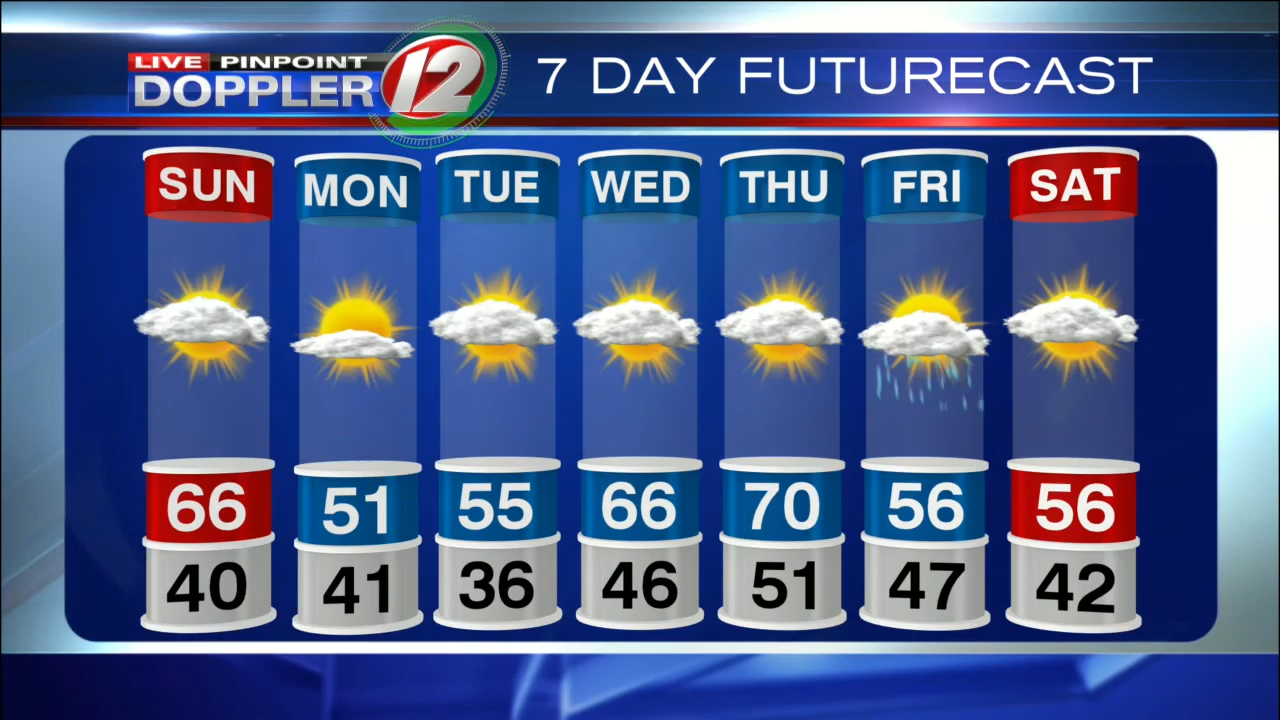 LIVE PINPOINT
DOPPLER 12
7 DAY FUTURECAST
SUN MON TUE WED THU FRI SAT
66 51 55 66 70 56 56
40 41 36 46 51 47 42